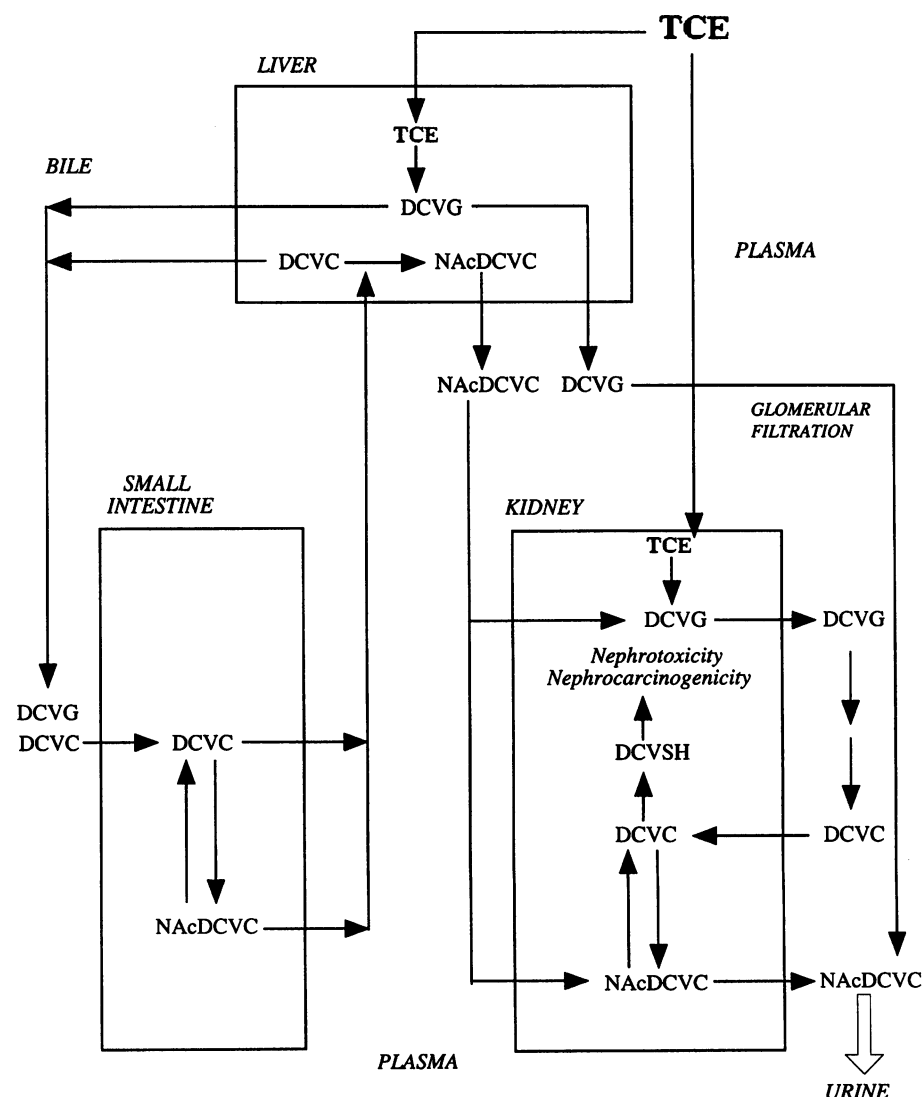 TCE
LIVER
TCE
BILE
DCVG
DCVC
NAcDCVC
PLASMA
NAcDCVC
DCVG
GLOMERULAR
FILTRATION
SMALL
INTESTINE
KIDNEY
TCE
DCVG
DCVG
Nephrotoxicity
Nephrocarcinogenicity
DCVG
DCVC
DCVC
DCVSH
DCVC
DCVC
NAcDCVC
NAcDCVC
NAcDCVC
PLASMA
URINE